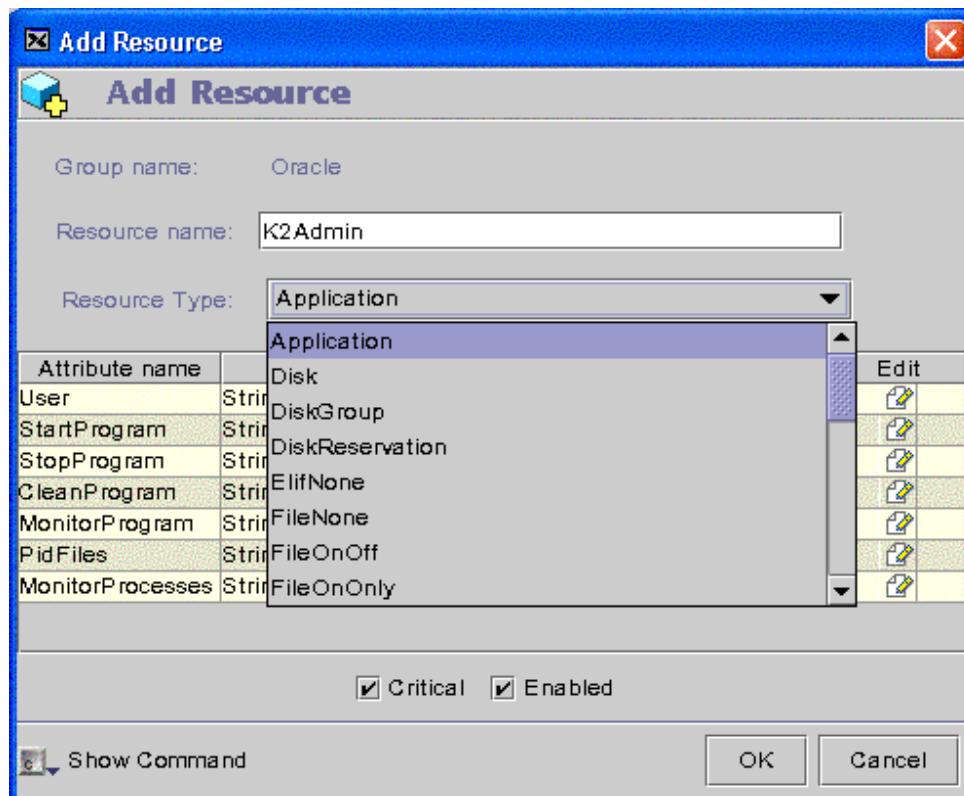 Add Resource
Add Resource
Group name: Oracle
Resource name: K2Admin
Resource Type: Application
Application
Disk
DiskGroup
DiskReservation
ElifNone
FileNone
FileOnOff
FileOnOnly
Attribute name Edit
User
StartProgram
StopProgram
CleanProgram
MonitorProgram
PidFiles
MonitorProcesses
Critical Enabled
Show Command OK Cancel